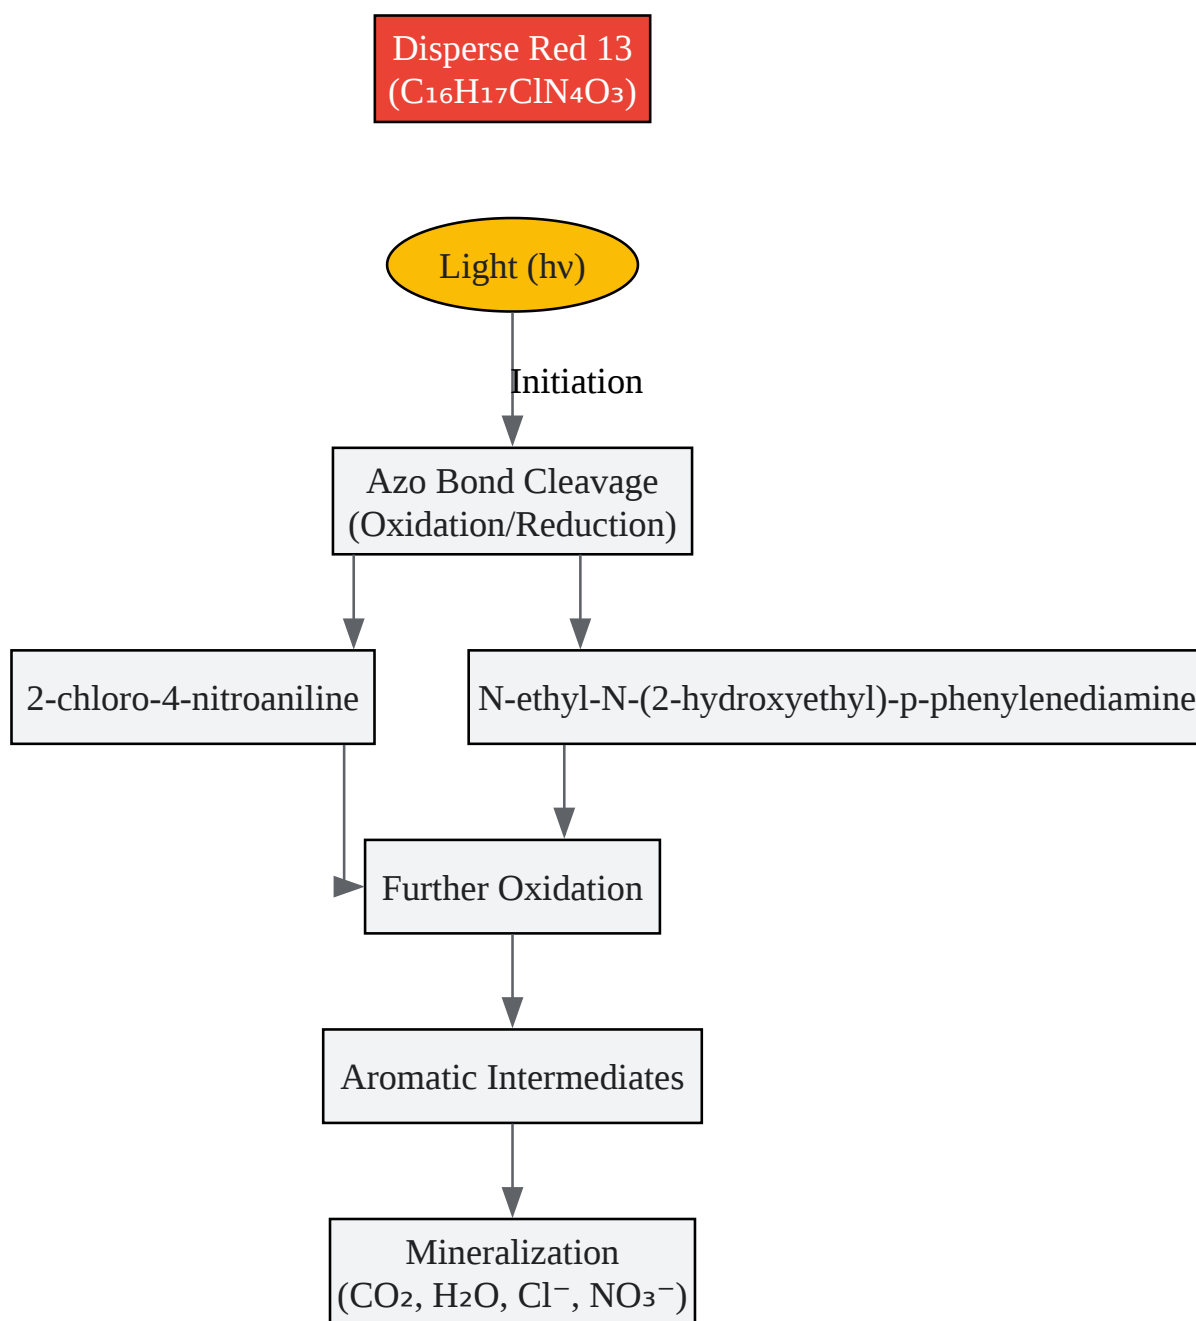 Disperse Red 13
(C₁₆H₁₇ClN₄O₃)
Light (hν)
Initiation
Azo Bond Cleavage
(Oxidation/Reduction)
2-chloro-4-nitroaniline
N-ethyl-N-(2-hydroxyethyl)-p-phenylenediamine
Further Oxidation
Aromatic Intermediates
Mineralization
(CO₂, H₂O, Cl⁻, NO₃⁻)